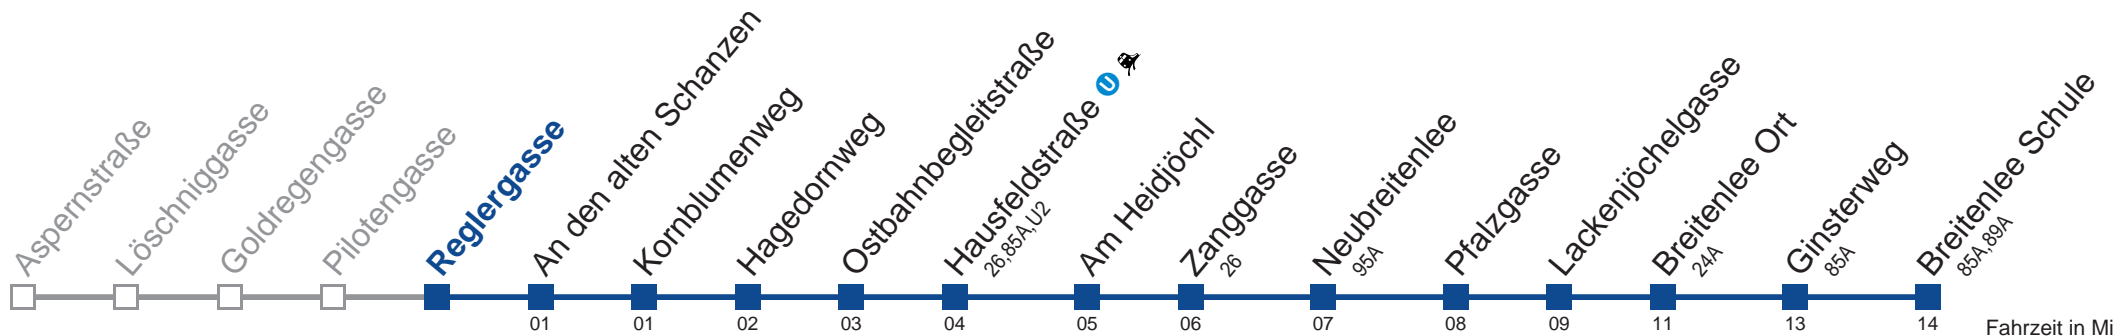 Aspernstraße
Löschniggasse
Goldregengasse
Pilotengasse
Reglergasse
An den alten Schanzen
Kornblumenweg
Hagedornweg
Ostbahnbegleitstraße
Hausfeldstraße U
26,85A,U2
Am Heidjöchl
Zanggasse
26
Neubreitenlee
95A
Pfalzgasse
Lackenjöchelgasse
Breitenlee Ort
24A
Ginsterweg
85A
Breitenlee Schule
85A,89A
01 01 02 03 04 05 06 07 08 09 11 13 14 Fahrzeit in Mi